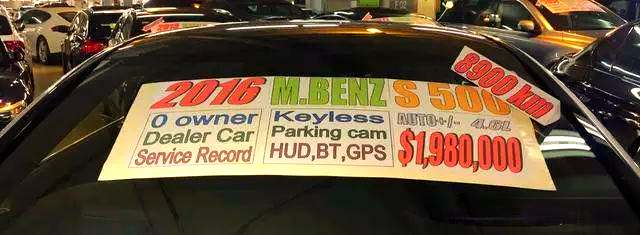 2016 M.BENZ S 500
8900 km
0 owner
Dealer Car
Service Record
Keyless
Parking cam
HUD,BT,GPS
AUTO+/- 4.6L
$1,980,000